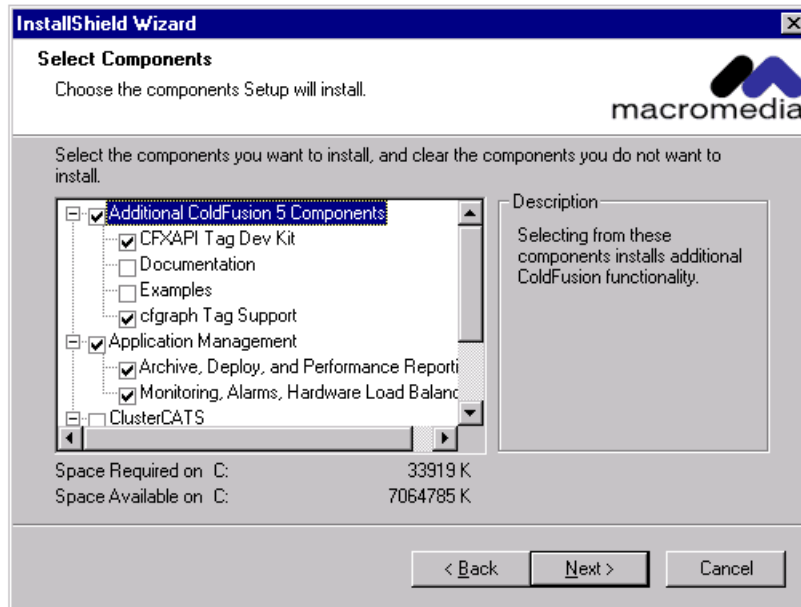 InstallShield Wizard
Select Components
Choose the components Setup will install.
macromedia
Select the components you want to install, and clear the components you do not want to
install.
Additional ColdFusion 5 Components
CFXAPI Tag Dev Kit
Documentation
Examples
cfgraph Tag Support
Application Management
Archive, Deploy, and Performance Reporti
Monitoring, Alarms, Hardware Load Balanc
ClusterCATS
Description
Selecting from these
components installs additional
ColdFusion functionality.
Space Required on C: 33919 K
Space Available on C: 7064785 K
< Back
Next >
Cancel